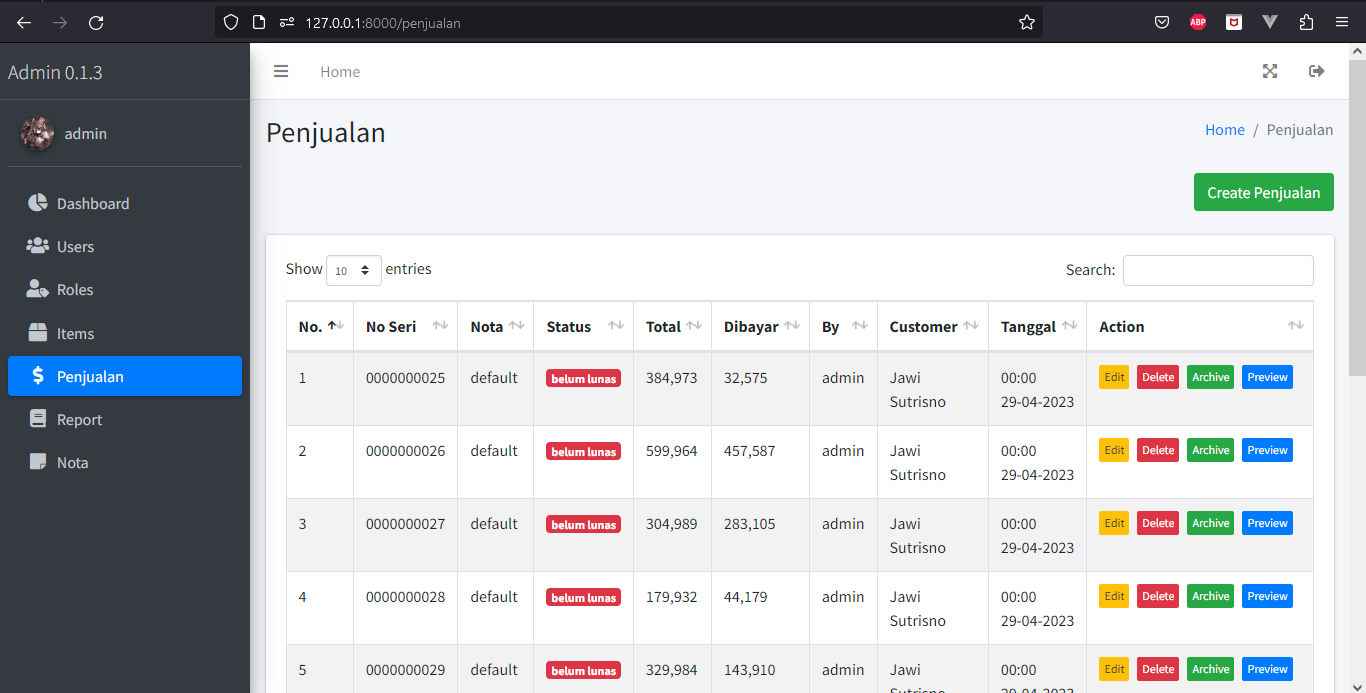 127.0.0.1:8000/penjualan
ABP
Admin 0.1.3
Home
admin
Penjualan
Home / Penjualan
Dashboard
Users
Roles
Items
Penjualan
Report
Nota
Create Penjualan
Show 10 entries
Search:
No. No Seri Nota Status Total Dibayar By Customer Tanggal Action
1 0000000025 default belum lunas 384,973 32,575 admin Jawi 00:00 Edit Delete Archive Preview
Sutrisno 29-04-2023
2 0000000026 default belum lunas 599,964 457,587 admin Jawi 00:00 Edit Delete Archive Preview
Sutrisno 29-04-2023
3 0000000027 default belum lunas 304,989 283,105 admin Jawi 00:00 Edit Delete Archive Preview
Sutrisno 29-04-2023
4 0000000028 default belum lunas 179,932 44,179 admin Jawi 00:00 Edit Delete Archive Preview
Sutrisno 29-04-2023
5 0000000029 default belum lunas 329,984 143,910 admin Jawi 00:00 Edit Delete Archive Preview
Sutrisno 29-04-2023